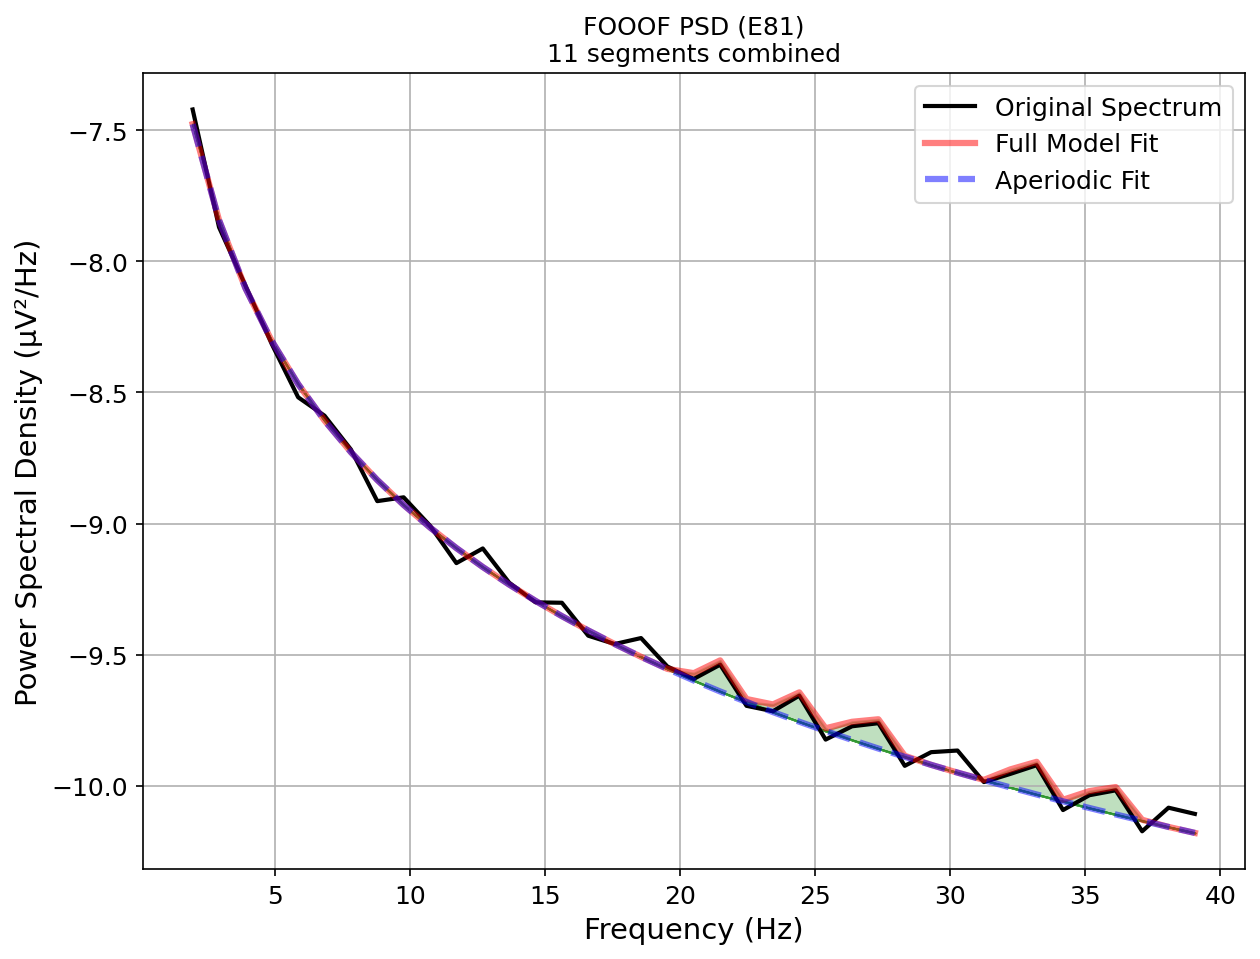 FOOOF PSD (E81)
11 segments combined
Original Spectrum
Full Model Fit
Aperiodic Fit
Power Spectral Density (µV²/Hz)
−7.5
−8.0
−8.5
−9.0
−9.5
−10.0
5 10 15 20 25 30 35 40
Frequency (Hz)